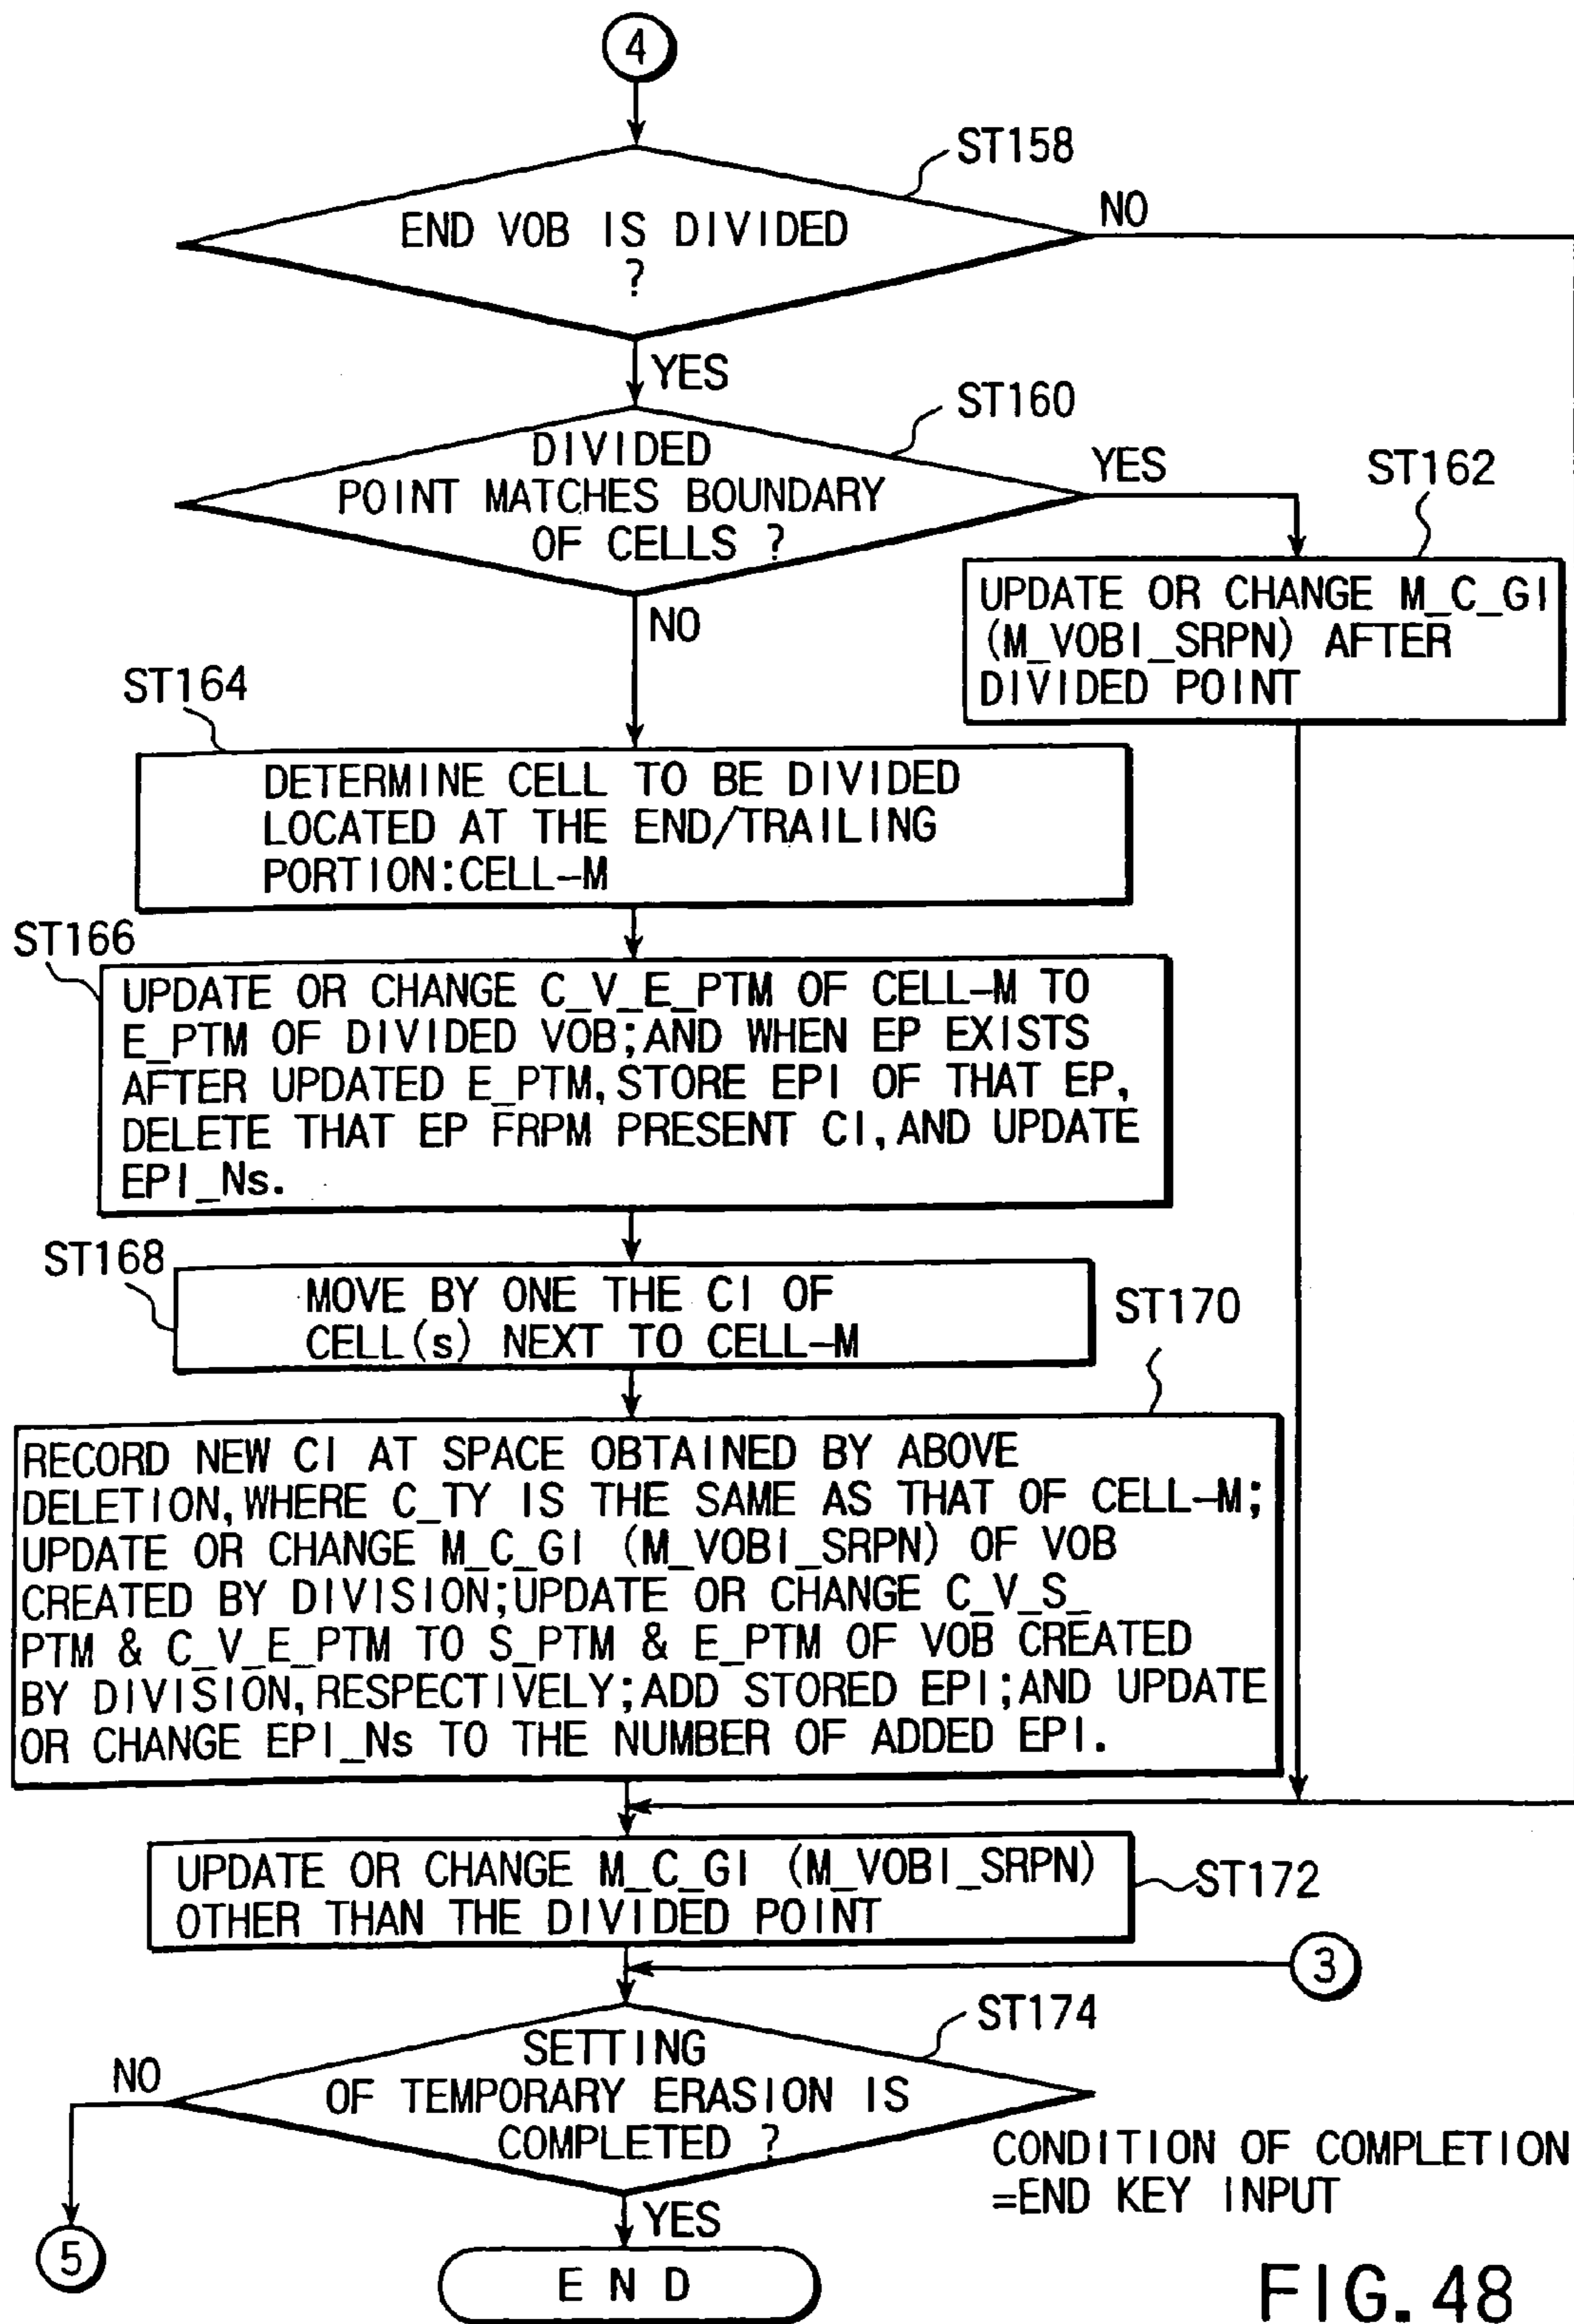 4
ST158
END VOB IS DIVIDED
?
NO
YES
ST160
DIVIDED
POINT MATCHES BOUNDARY
OF CELLS ?
YES
ST162
UPDATE OR CHANGE M_C_GI
(M_VOBI_SRPN) AFTER
DIVIDED POINT
NO
ST164
DETERMINE CELL TO BE DIVIDED
LOCATED AT THE END/TRAILING
PORTION:CELL-M
ST166
UPDATE OR CHANGE C_V_E_PTM OF CELL-M TO
E_PTM OF DIVIDED VOB;AND WHEN EP EXISTS
AFTER UPDATED E_PTM, STORE EPI OF THAT EP,
DELETE THAT EP FRPM PRESENT CI, AND UPDATE
EPI_Ns.
ST168
MOVE BY ONE THE CI OF
CELL(s) NEXT TO CELL-M
ST170
RECORD NEW CI AT SPACE OBTAINED BY ABOVE
DELETION, WHERE C_TY IS THE SAME AS THAT OF CELL-M;
UPDATE OR CHANGE M_C_GI (M_VOBI_SRPN) OF VOB
CREATED BY DIVISION;UPDATE OR CHANGE C_V_S_
PTM & C_V_E_PTM TO S_PTM & E_PTM OF VOB CREATED
BY DIVISION, RESPECTIVELY;ADD STORED EPI;AND UPDATE
OR CHANGE EPI_Ns TO THE NUMBER OF ADDED EPI.
UPDATE OR CHANGE M_C_GI (M_VOBI_SRPN)
OTHER THAN THE DIVIDED POINT
ST172
3
ST174
SETTING
OF TEMPORARY ERASION IS
COMPLETED ?
NO
CONDITION OF COMPLETION
=END KEY INPUT
YES
5
END
FIG. 48